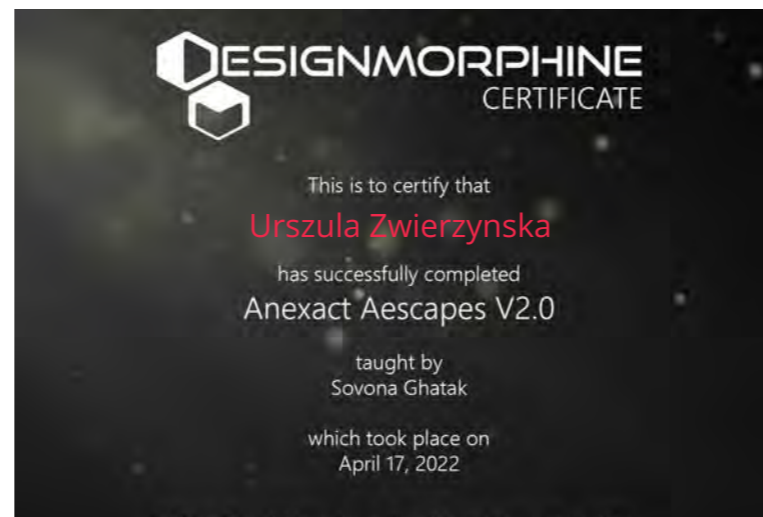 DESIGNMORPHINE
CERTIFICATE
This is to certify that
Urszula Zwierzynska
has successfully completed
Anexact Aescapes V2.0
taught by
Sovona Ghatak
which took place on
April 17, 2022